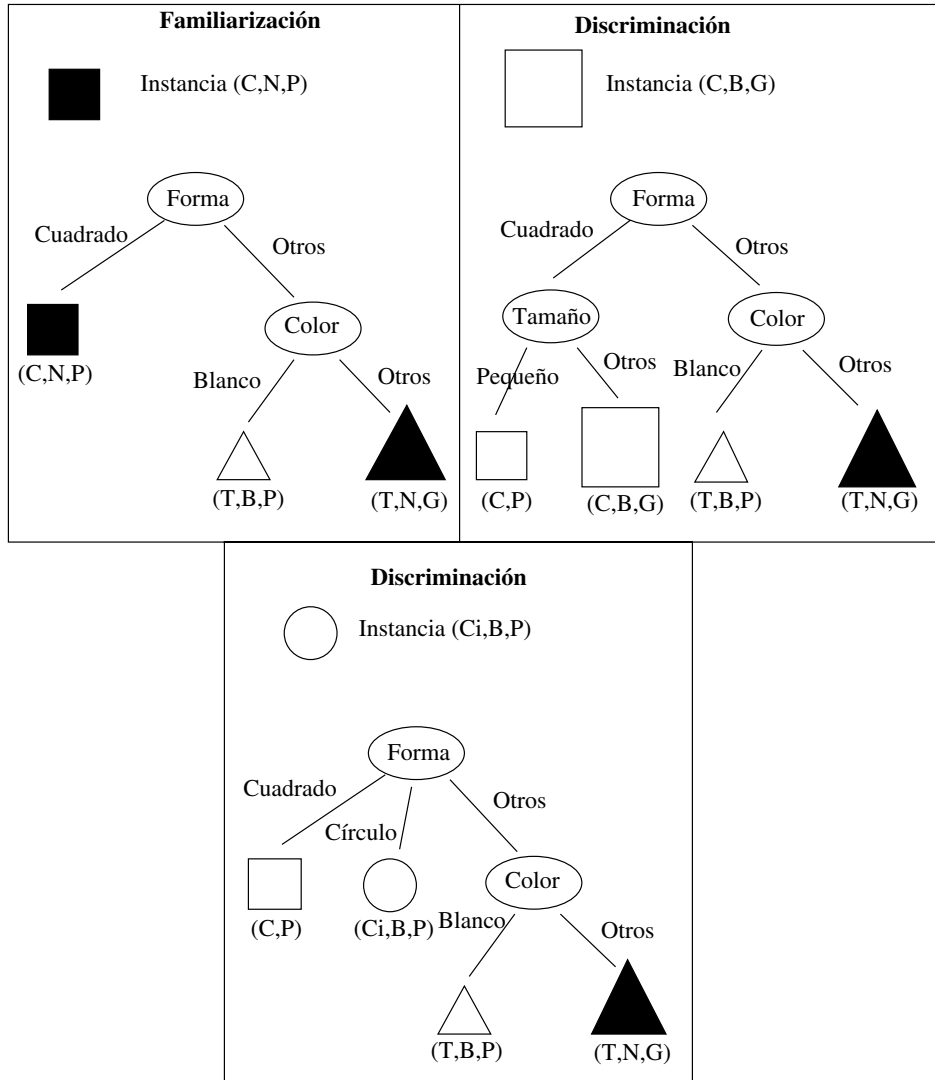 Familiarización
Instancia (C,N,P)
Forma
Cuadrado
Otros
Color
(C,N,P)
Blanco
Otros
(T,B,P)
(T,N,G)
Discriminación
Instancia (C,B,G)
Forma
Cuadrado
Otros
Tamaño
Color
Pequeño
Otros
Blanco
Otros
(C,P)
(C,B,G)
(T,B,P)
(T,N,G)
Discriminación
Instancia (Ci,B,P)
Forma
Cuadrado
Otros
Círculo
Color
(C,P)
(Ci,B,P)
Blanco
Otros
(T,B,P)
(T,N,G)